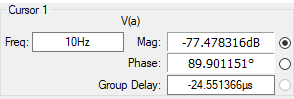 Cursor 1
V(a)
Freq: 10Hz Mag: -77.478316dB
Phase: 89.901151°
Group Delay: -24.551366µs